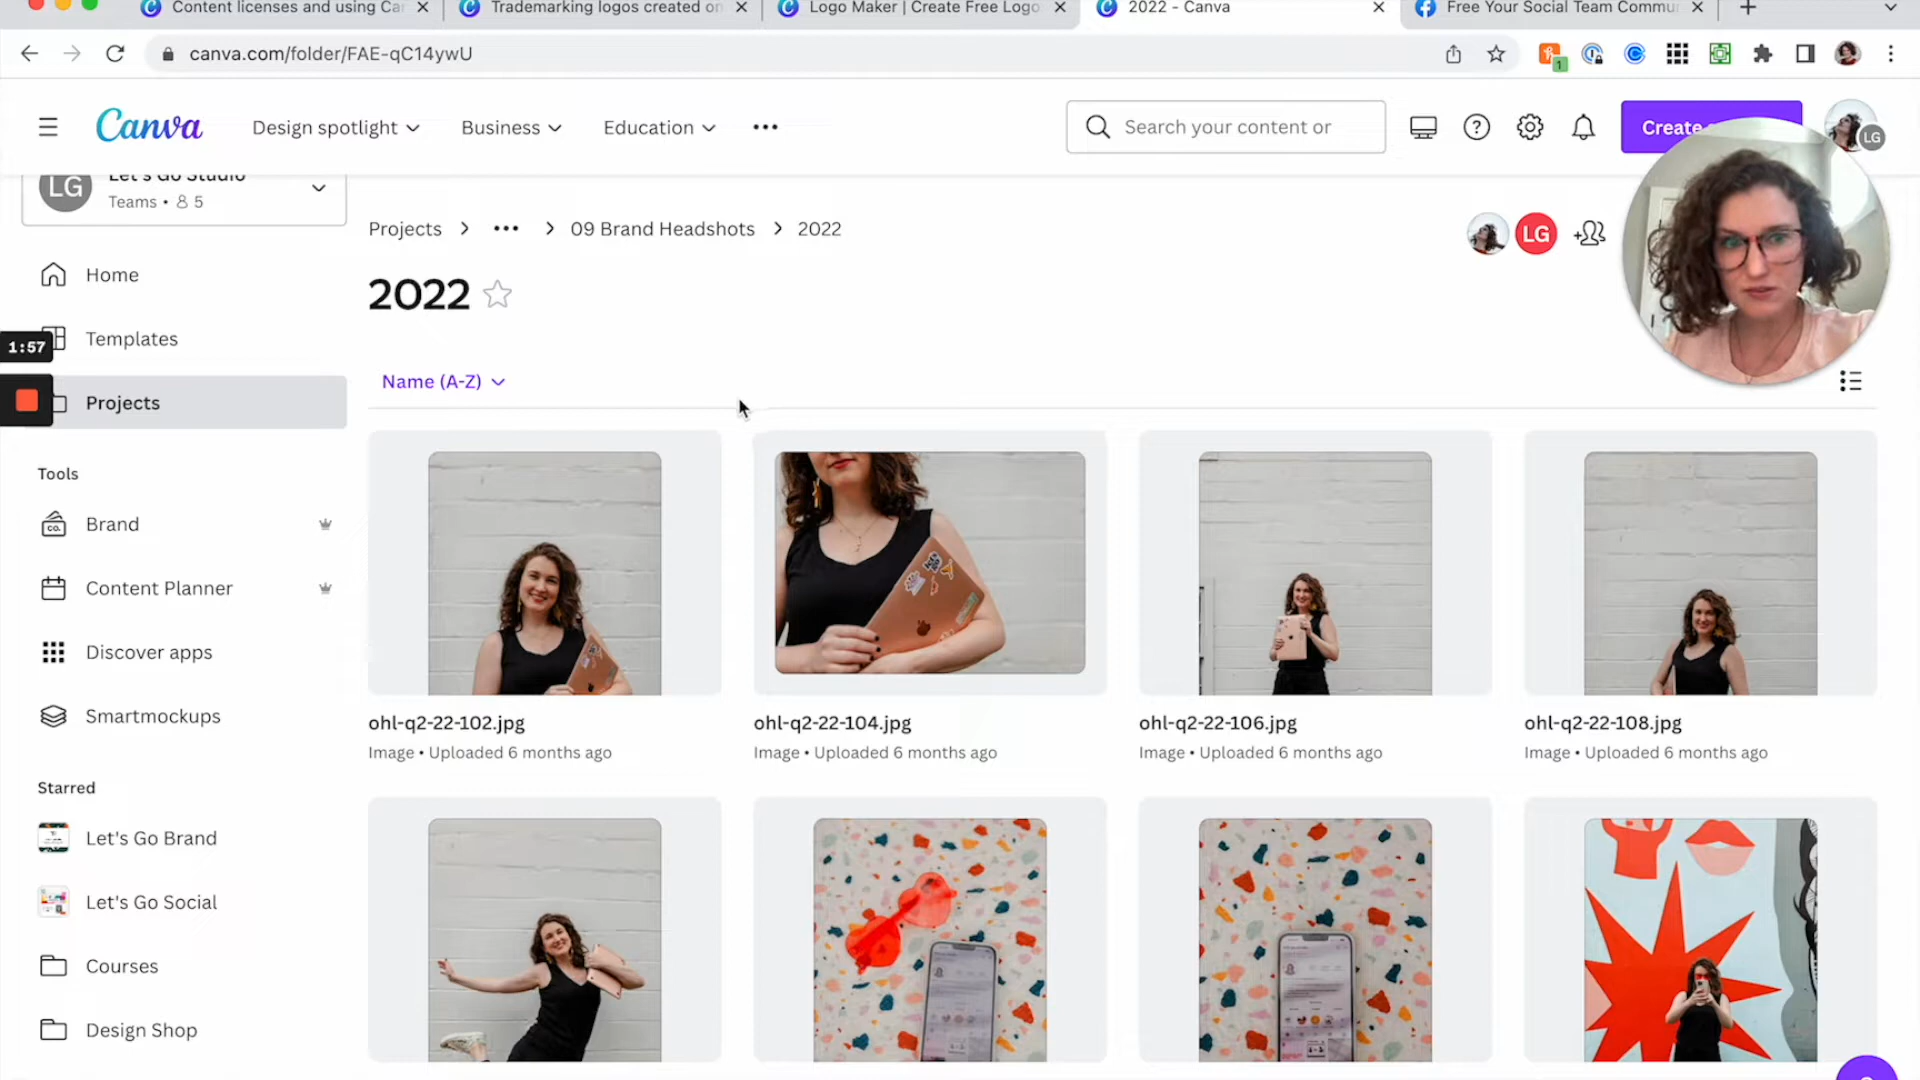 Content licenses and using Ca
Trademarking logos created on
Logo Maker | Create Free Logo
2022 - Canva
Free Your Social Team Commu
canva.com/folder/FAE-qC14ywU
1
Canva
Design spotlight
Business
Education
Search your content or
Create
LG
LG
Let's Go Studio
Teams • 5
Projects
09 Brand Headshots
2022
LG
2022
Home
1:57
Templates
Projects
Name (A-Z)
Tools
Brand
Content Planner
Discover apps
Smartmockups
ohl-q2-22-102.jpg
Image • Uploaded 6 months ago
ohl-q2-22-104.jpg
Image • Uploaded 6 months ago
ohl-q2-22-106.jpg
Image • Uploaded 6 months ago
ohl-q2-22-108.jpg
Image • Uploaded 6 months ago
Starred
Let's Go Brand
Let's Go Social
Courses
Design Shop